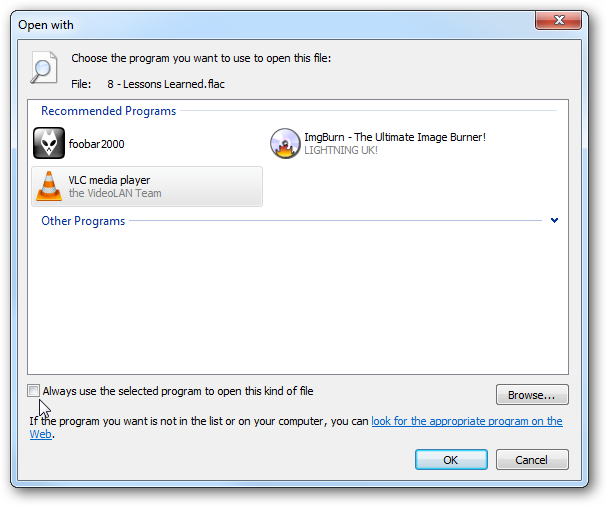 Open with
Choose the program you want to use to open this file:
File: 8 - Lessons Learned.flac
Recommended Programs
foobar2000
ImgBurn - The Ultimate Image Burner!
LIGHTNING UK!
VLC media player
the VideoLAN Team
Other Programs
Always use the selected program to open this kind of file
Browse...
If the program you want is not in the list or on your computer, you can look for the appropriate program on the
Web.
OK
Cancel